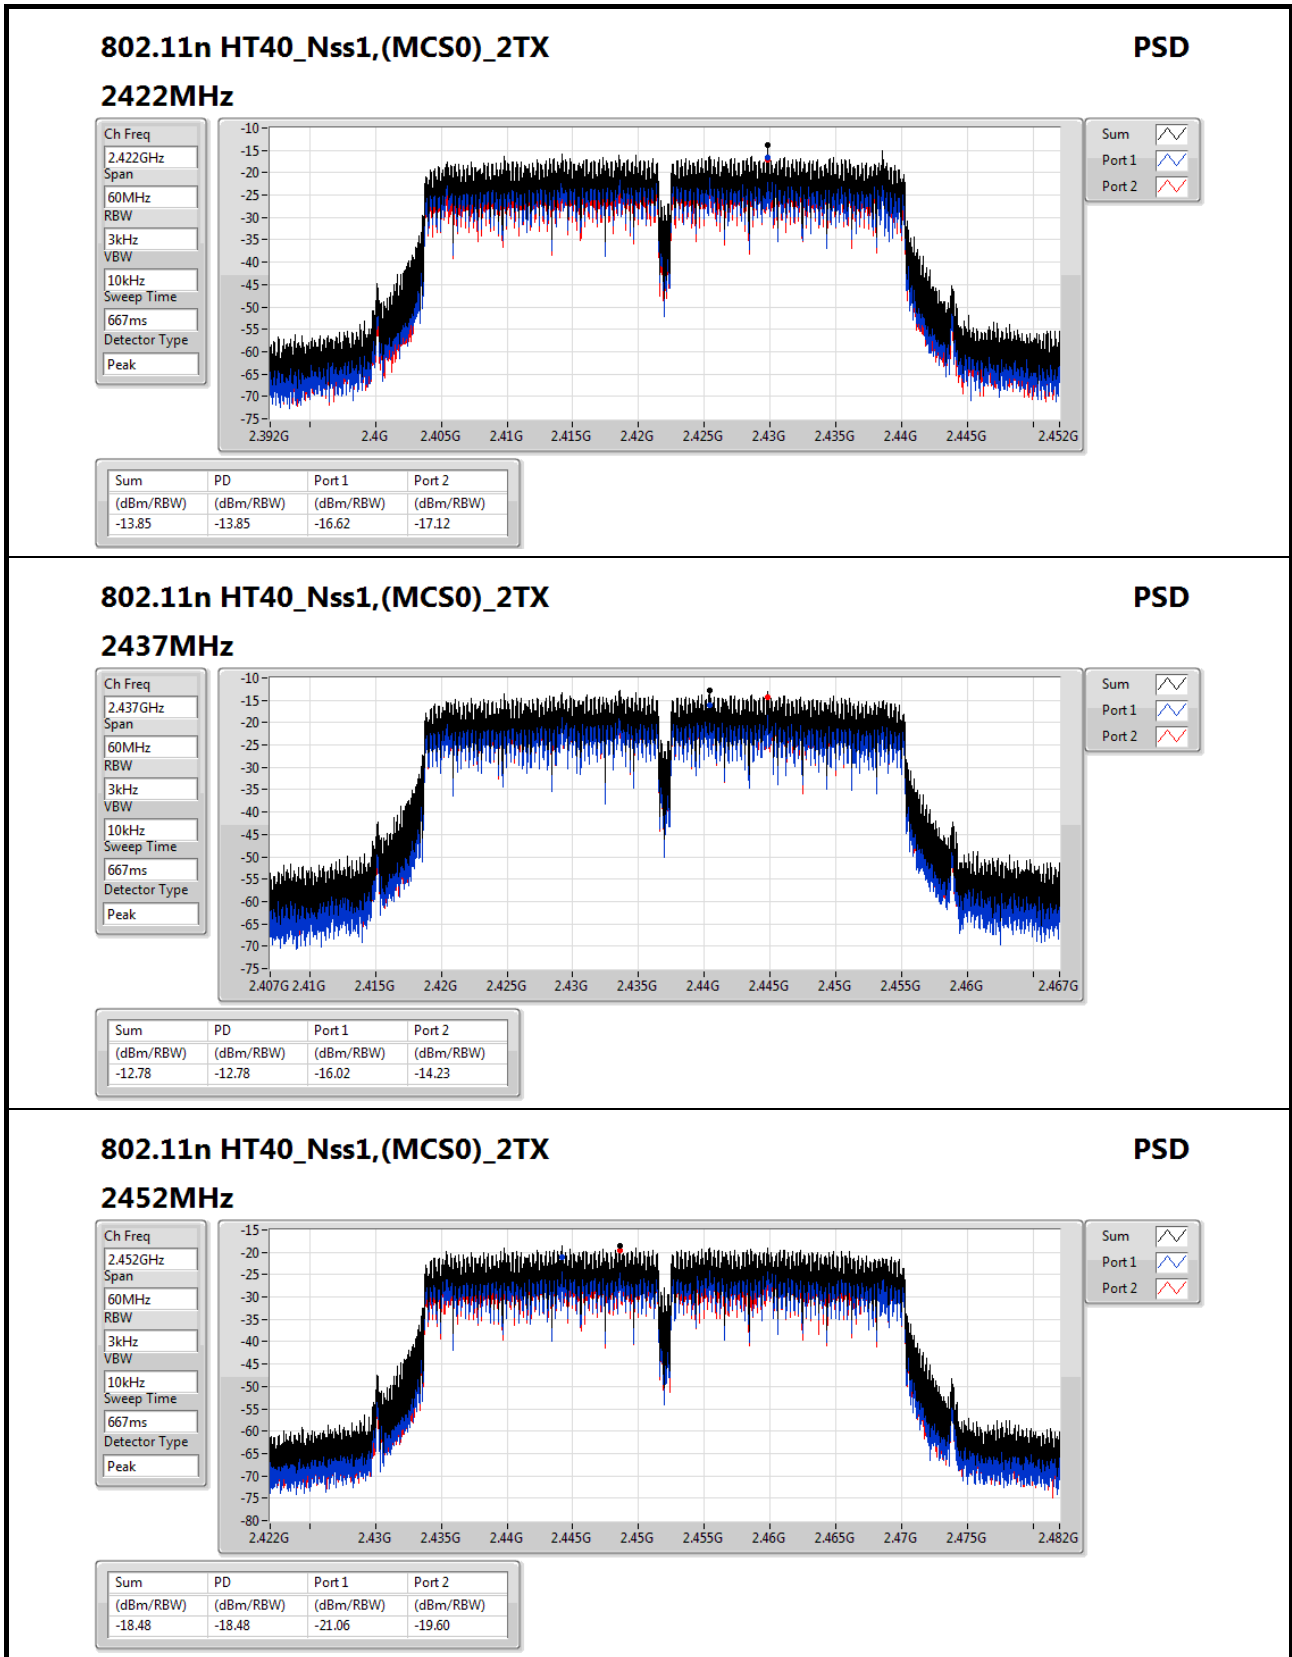 802.11n HT40_Nss1,(MCS0)_2TX PSD
2422MHz
Ch Freq
2.422GHz
Span
60MHz
RBW
3kHz
VBW
10kHz
Sweep Time
667ms
Detector Type
Peak
-10
-15
-20
-25
-30
-35
-40
-45
-50
-55
-60
-65
-70
-75
2.392G 2.4G 2.405G 2.41G 2.415G 2.42G 2.425G 2.43G 2.435G 2.44G 2.445G 2.452G
Sum
Port 1
Port 2
Sum PD Port 1 Port 2
(dBm/RBW) (dBm/RBW) (dBm/RBW) (dBm/RBW)
-13.85 -13.85 -16.62 -17.12
802.11n HT40_Nss1,(MCS0)_2TX PSD
2437MHz
Ch Freq
2.437GHz
Span
60MHz
RBW
3kHz
VBW
10kHz
Sweep Time
667ms
Detector Type
Peak
-10
-15
-20
-25
-30
-35
-40
-45
-50
-55
-60
-65
-70
-75
2.407G 2.41G 2.415G 2.42G 2.425G 2.43G 2.435G 2.44G 2.445G 2.45G 2.455G 2.46G 2.467G
Sum
Port 1
Port 2
Sum PD Port 1 Port 2
(dBm/RBW) (dBm/RBW) (dBm/RBW) (dBm/RBW)
-12.78 -12.78 -16.02 -14.23
802.11n HT40_Nss1,(MCS0)_2TX PSD
2452MHz
Ch Freq
2.452GHz
Span
60MHz
RBW
3kHz
VBW
10kHz
Sweep Time
667ms
Detector Type
Peak
-15
-20
-25
-30
-35
-40
-45
-50
-55
-60
-65
-70
-75
-80
2.422G 2.43G 2.435G 2.44G 2.445G 2.45G 2.455G 2.46G 2.465G 2.47G 2.475G 2.482G
Sum
Port 1
Port 2
Sum PD Port 1 Port 2
(dBm/RBW) (dBm/RBW) (dBm/RBW) (dBm/RBW)
-18.48 -18.48 -21.06 -19.60